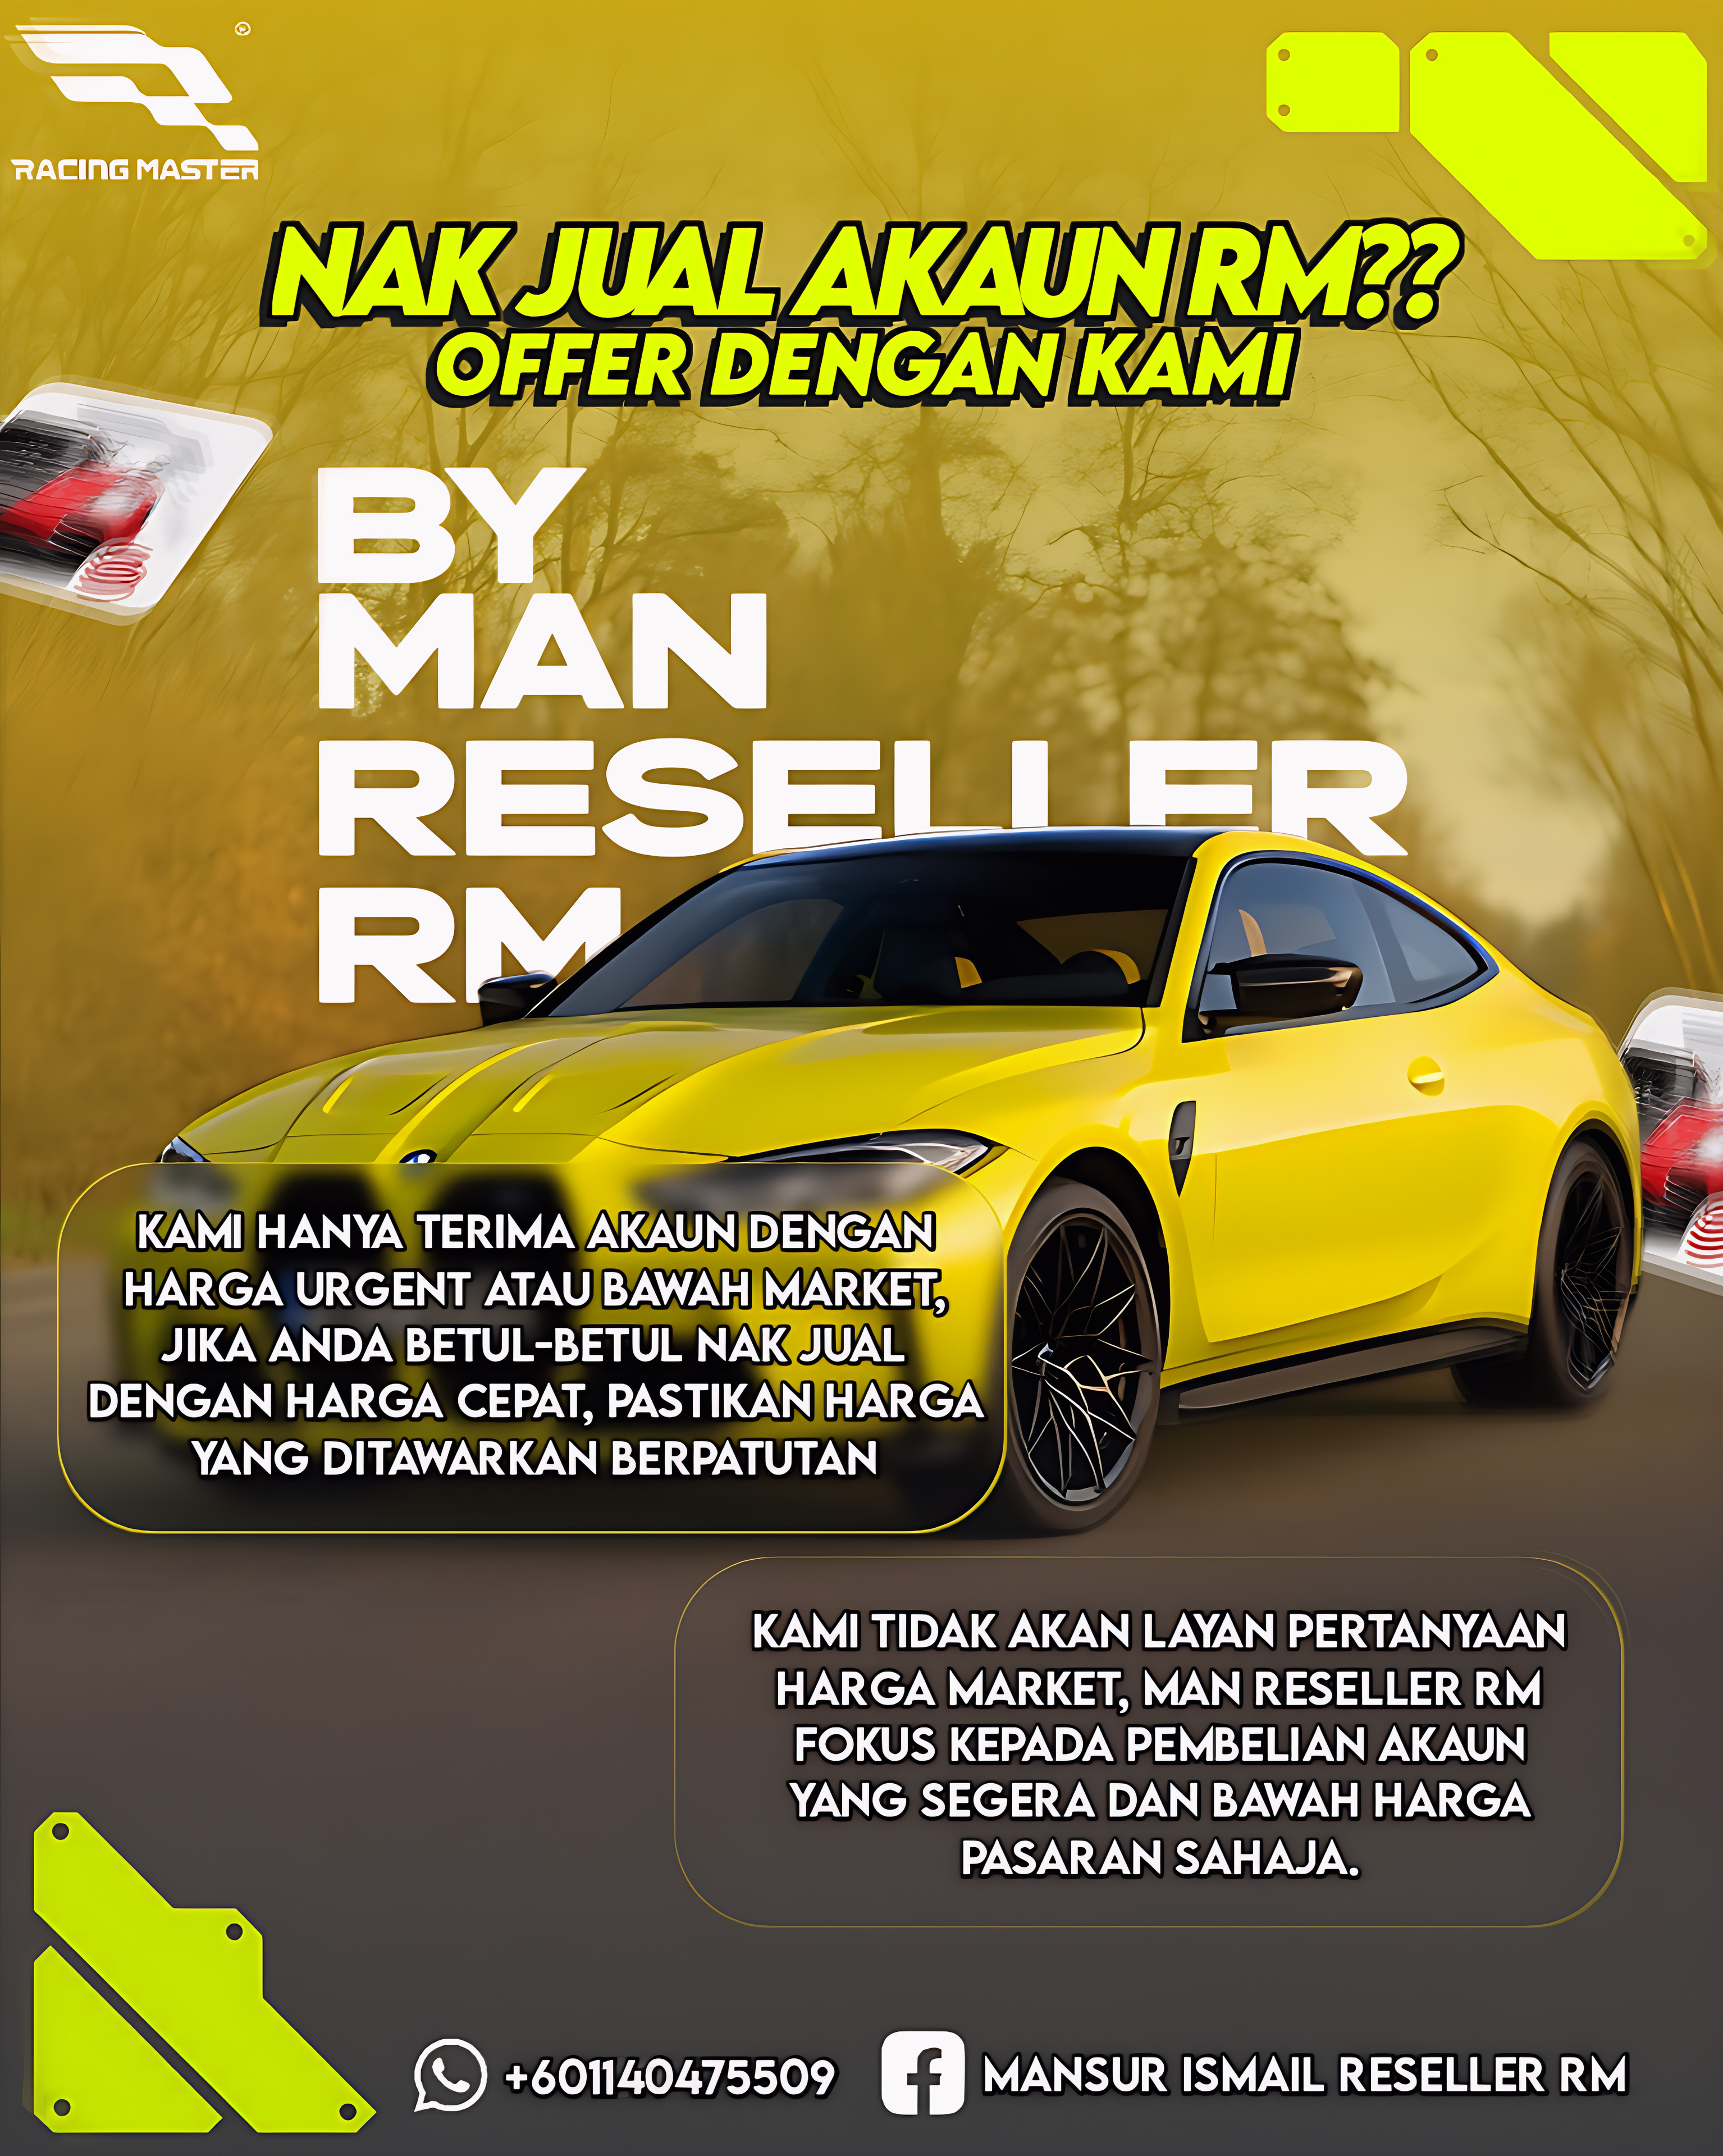 RACING MASTER
NAK JUAL AKAUN RM??
OFFER DENGAN KAMI
BY
MAN
RESELLER
RM
KAMI HANYA TERIMA AKAUN DENGAN
HARGA URGENT ATAU BAWAH MARKET,
JIKA ANDA BETUL-BETUL NAK JUAL
DENGAN HARGA CEPAT, PASTIKAN HARGA
YANG DITAWARKAN BERPATUTAN
KAMI TIDAK AKAN LAYAN PERTANYAAN
HARGA MARKET, MAN RESELLER RM
FOKUS KEPADA PEMBELIAN AKAUN
YANG SEGERA DAN BAWAH HARGA
PASARAN SAHAJA.
+601140475509
MANSUR ISMAIL RESELLER RM